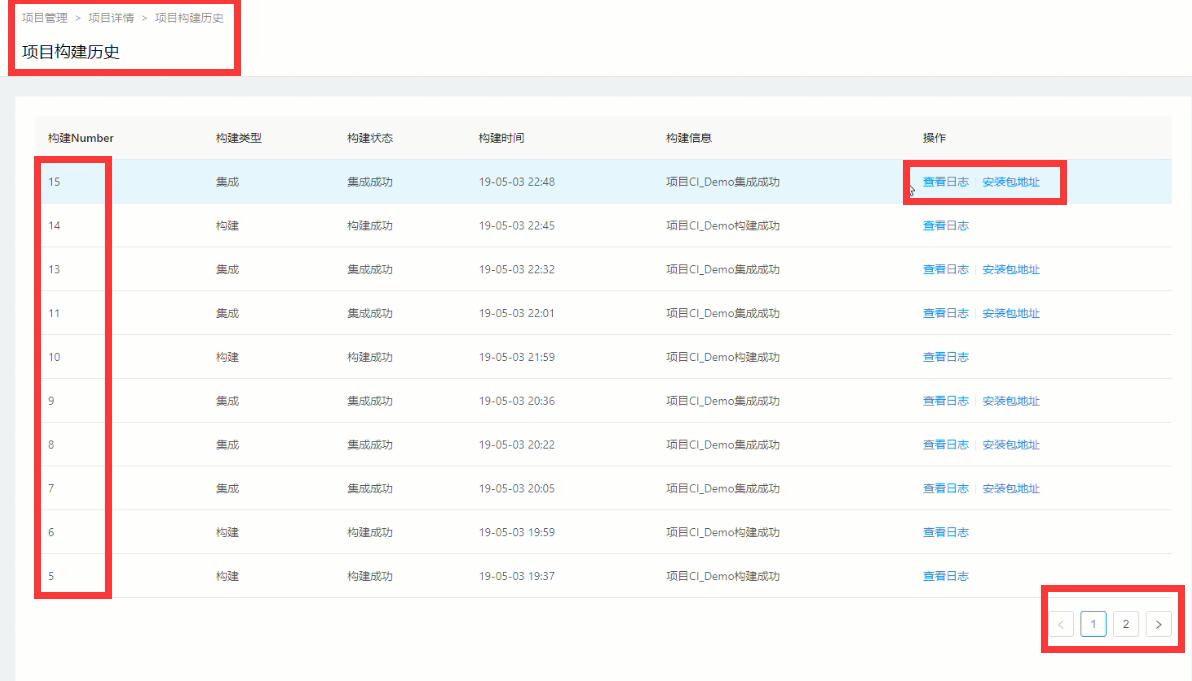 项目管理 > 项目详情 > 项目构建历史
项目构建历史
构建Number 构建类型 构建状态 构建时间 构建信息 操作
15 集成 集成成功 19-05-03 22:48 项目CI_Demo集成成功 查看日志 安装包地址
14 构建 构建成功 19-05-03 22:45 项目CI_Demo构建成功 查看日志
13 集成 集成成功 19-05-03 22:32 项目CI_Demo集成成功 查看日志 安装包地址
11 集成 集成成功 19-05-03 22:01 项目CI_Demo集成成功 查看日志 安装包地址
10 构建 构建成功 19-05-03 21:59 项目CI_Demo构建成功 查看日志
9 集成 集成成功 19-05-03 20:36 项目CI_Demo集成成功 查看日志 安装包地址
8 集成 集成成功 19-05-03 20:22 项目CI_Demo集成成功 查看日志 安装包地址
7 集成 集成成功 19-05-03 20:05 项目CI_Demo集成成功 查看日志 安装包地址
6 构建 构建成功 19-05-03 19:59 项目CI_Demo构建成功 查看日志
5 构建 构建成功 19-05-03 19:37 项目CI_Demo构建成功 查看日志
< 1 2 >